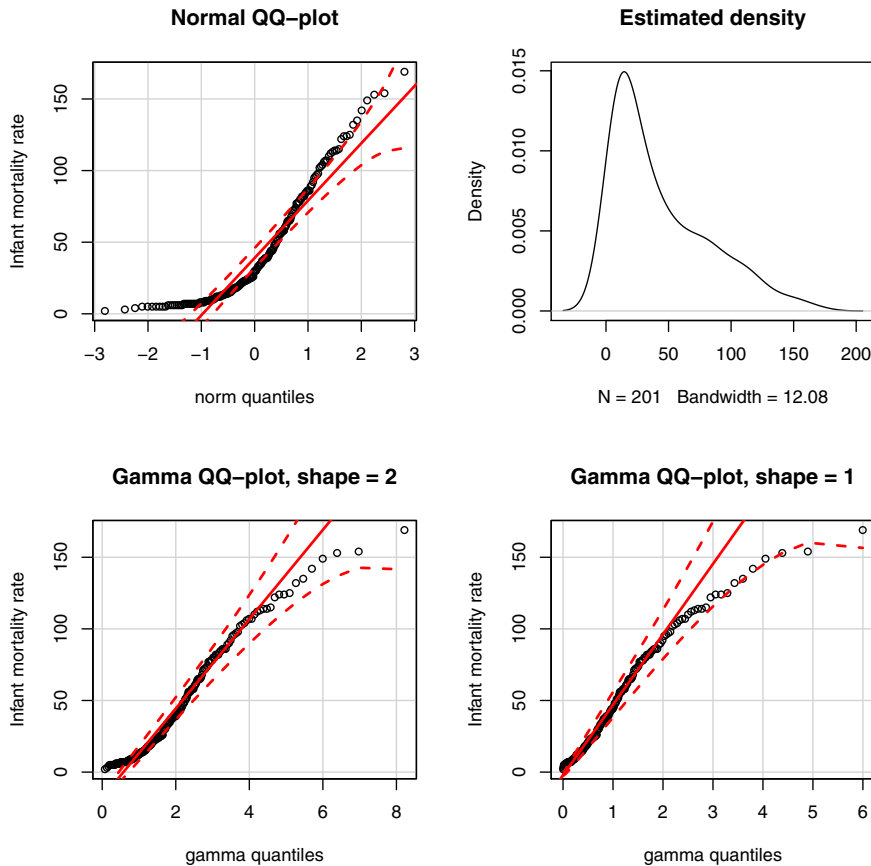 Normal QQ−plot
Infant mortality rate
150
100
50
0
−3 −2 −1 0 1 2 3
norm quantiles
Estimated density
Density
0.015
0.010
0.005
0.000
0 50 100 150 200
N = 201 Bandwidth = 12.08
Gamma QQ−plot, shape = 2
Infant mortality rate
150
100
50
0
0 2 4 6 8
gamma quantiles
Gamma QQ−plot, shape = 1
Infant mortality rate
150
100
50
0
0 1 2 3 4 5 6
gamma quantiles